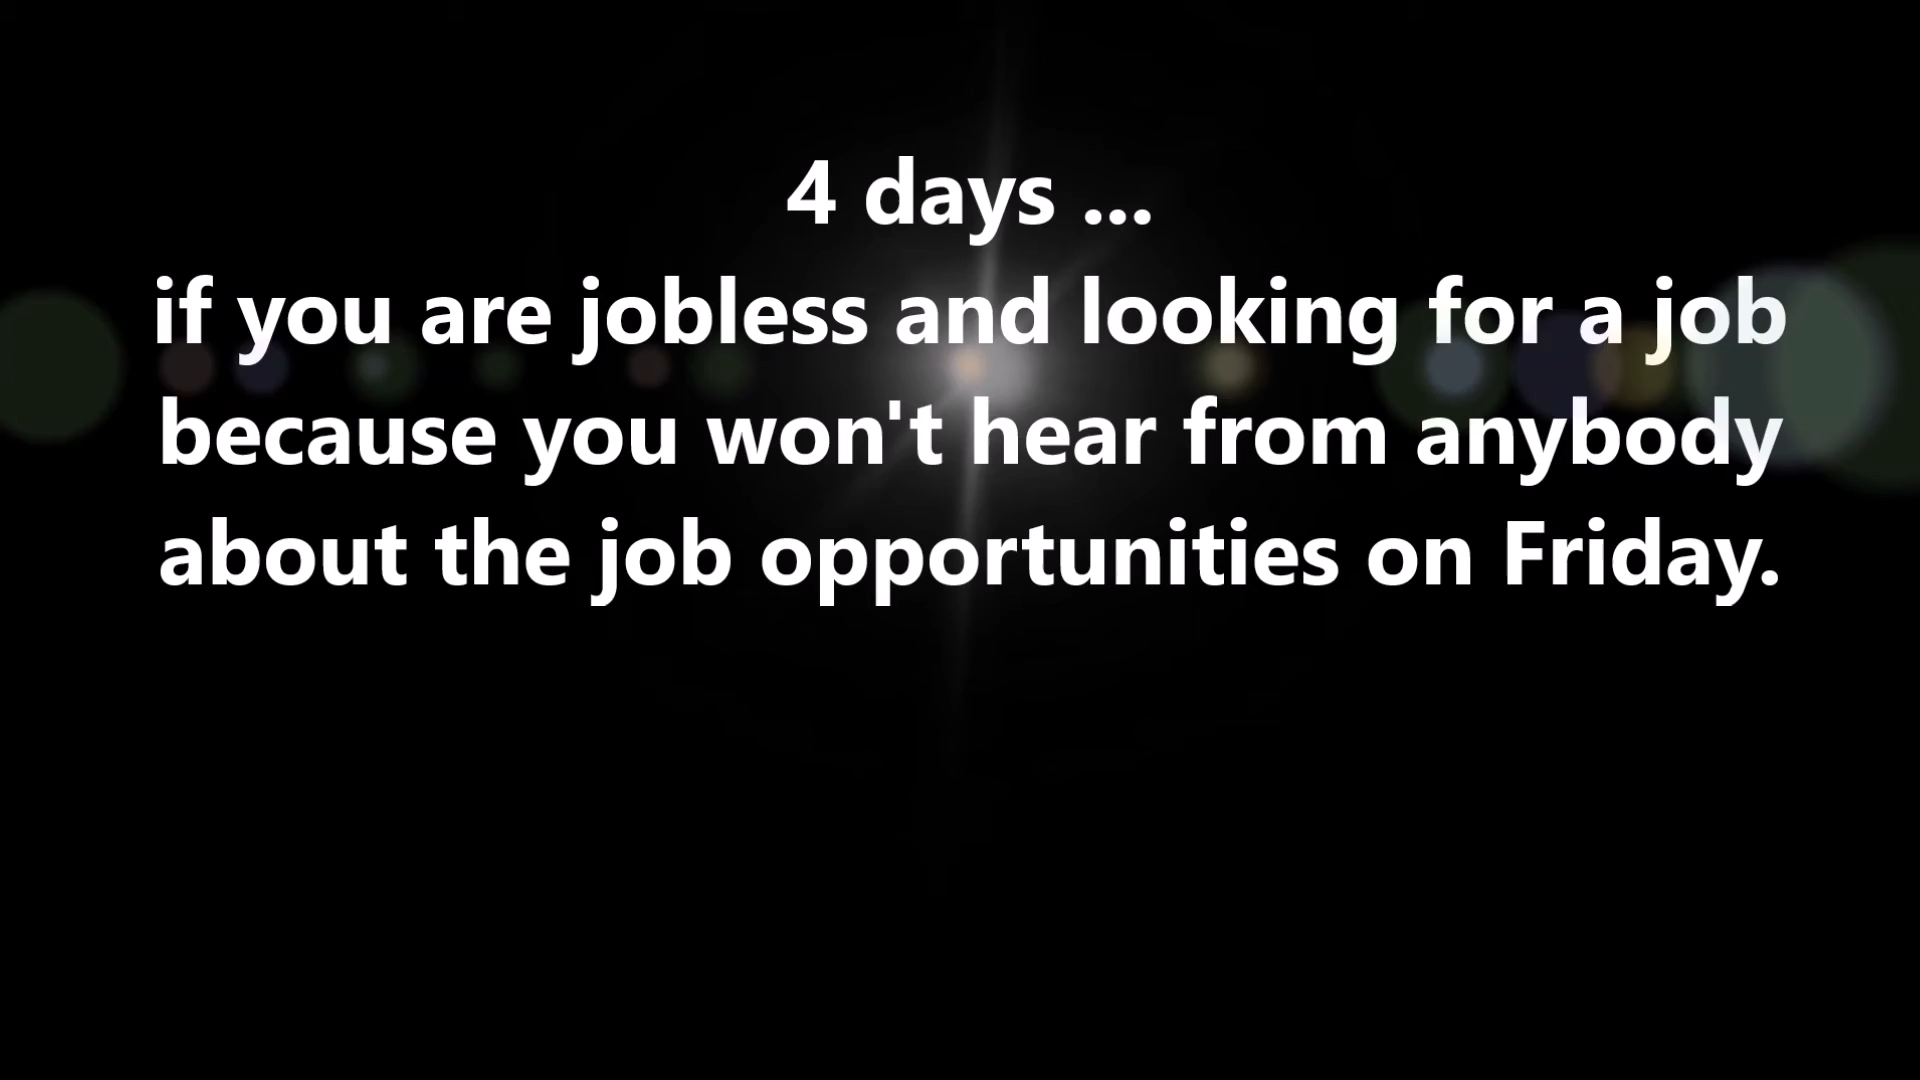 4 days ...
if you are jobless and looking for a job
because you won't hear from anybody
about the job opportunities on Friday.